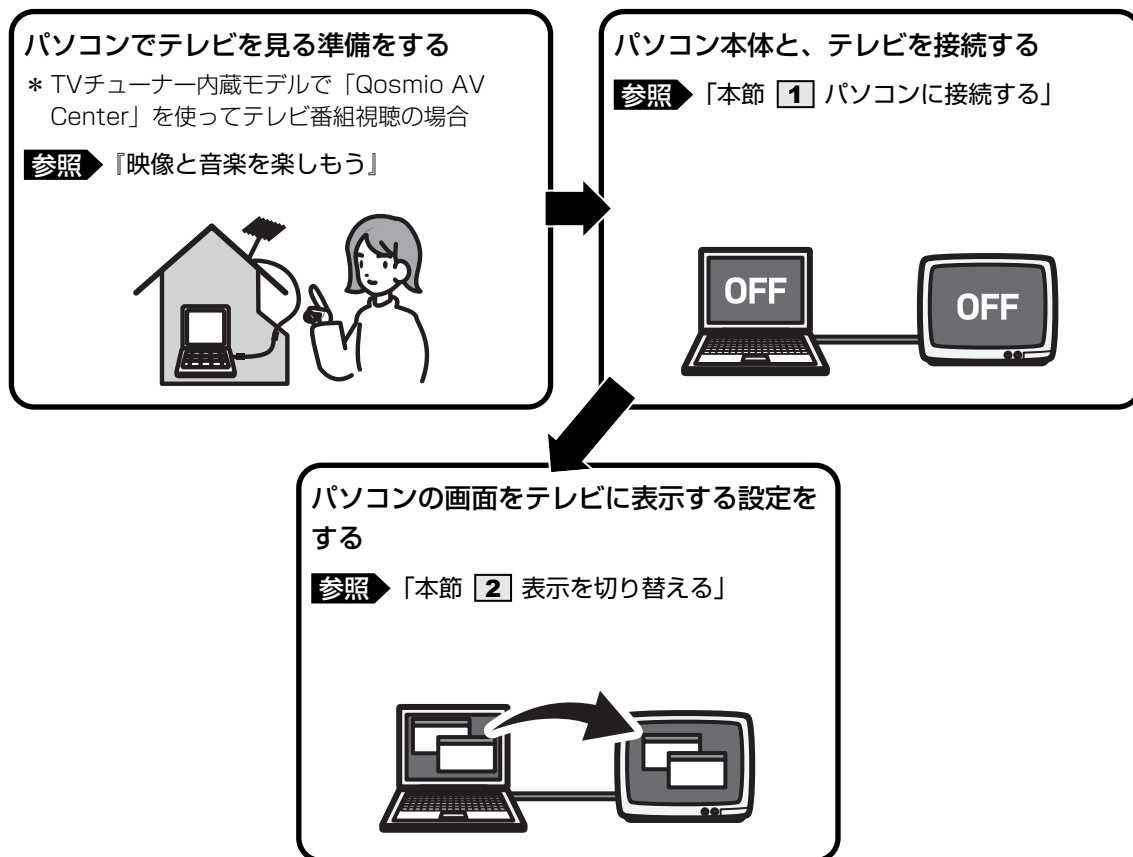 パソコンでテレビを見る準備をする
* TVチューナー内蔵モデルで「Qosmio AV
Center」を使ってテレビ番組視聴の場合
参照 『映像と音楽を楽しもう』
パソコン本体と、テレビを接続する
参照 「本節 1 パソコンに接続する」
OFF
OFF
パソコンの画面をテレビに表示する設定を
する
参照 「本節 2 表示を切り替える」